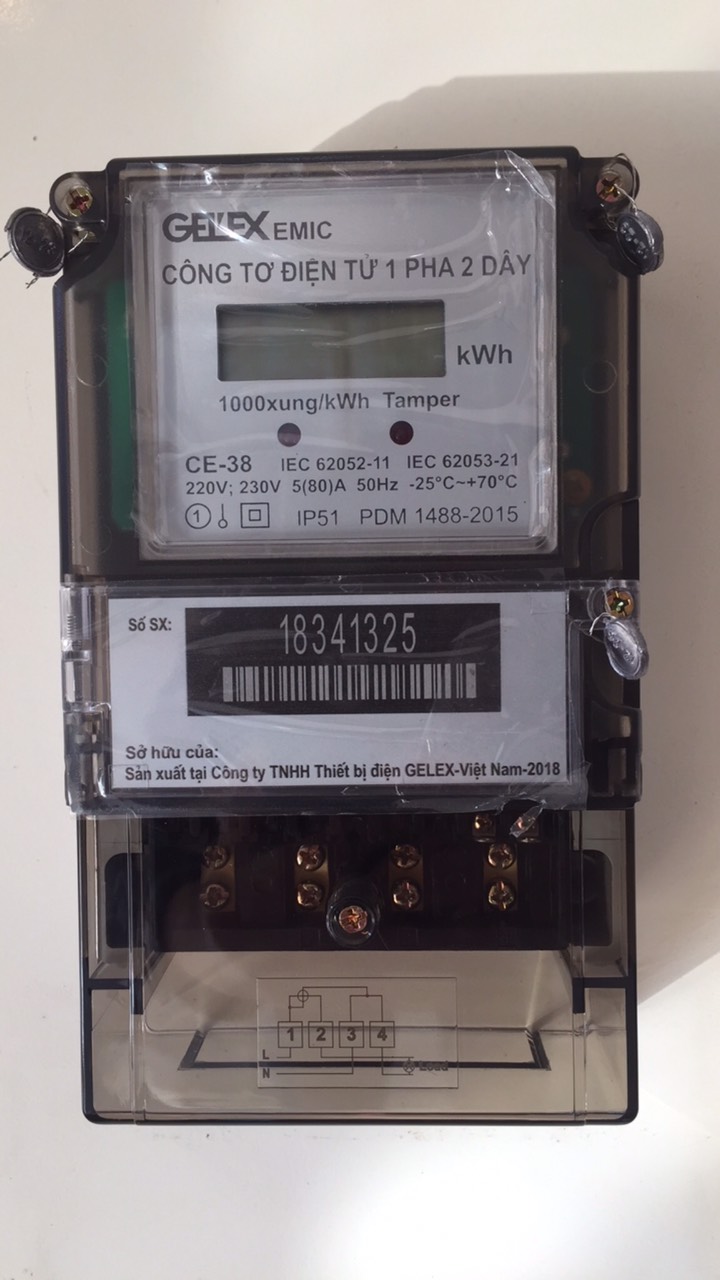 GELEX EMIC
CÔNG TƠ ĐIỆN TỬ 1 PHA 2 DÂY
kWh
1000xung/kWh Tamper
CE-38 IEC 62052-11 IEC 62053-21
220V; 230V 5(80)A 50Hz -25°C~+70°C
1 IP51 PDM 1488-2015
Số SX: 18341325
Sở hữu của:
Sản xuất tại Công ty TNHH Thiết bị điện GELEX-Việt Nam-2018
1 2 3 4
L
N Load